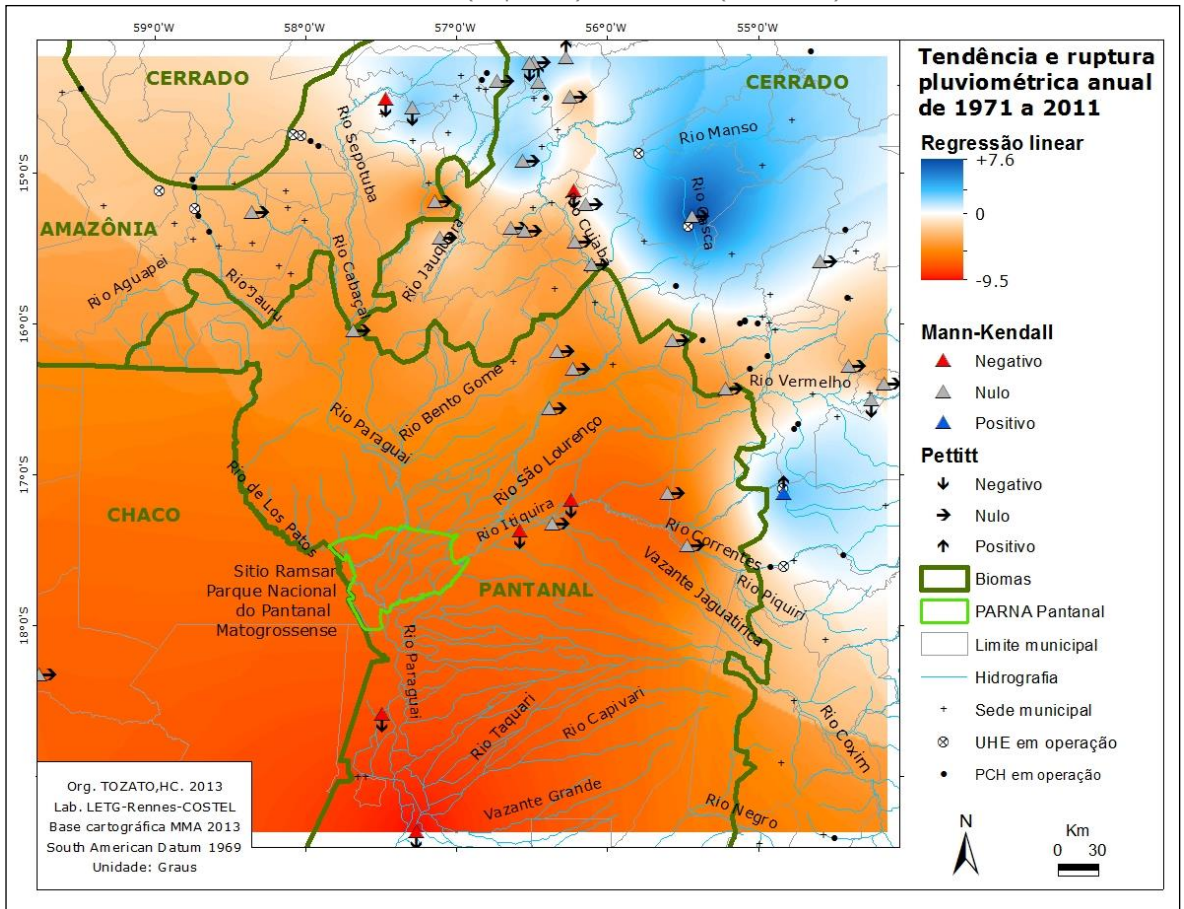 59°0'W
58°0'W
57°0'W
56°0'W
55°0'W
15°0'S
16°0'S
17°0'S
18°0'S
CERRADO
CERRADO
Rio Manso
Rio Sepotuba
Rio Casca
AMAZÔNIA
Rio Cuiabá
Rio Jauquara
Rio Aguapei
Rio Jauru
Rio Cabaçal
Rio Vermelho
Rio Bento Gome
Rio Paraguai
Rio São Lourenço
Rio de Los Patos
CHACO
Rio Itiquira
Rio Correntes
Sitio Ramsar
Parque Nacional
do Pantanal
Matogrossense
PANTANAL
Vazante Jaguatirica
Rio Piquiri
Rio Paraguai
Rio Taquari
Rio Capivari
Rio Coxim
Vazante Grande
Rio Negro
Org. TOZATO,HC. 2013
Lab. LETG-Rennes-COSTEL
Base cartográfica MMA 2013
South American Datum 1969
Unidade: Graus
Tendência e ruptura
pluviométrica anual
de 1971 a 2011
Regressão linear
+7.6
0
-9.5
Mann-Kendall
Negativo
Nulo
Positivo
Pettitt
Negativo
Nulo
Positivo
Biomas
PARNA Pantanal
Limite municipal
Hidrografia
Sede municipal
UHE em operação
PCH em operação
N
Km
0 30